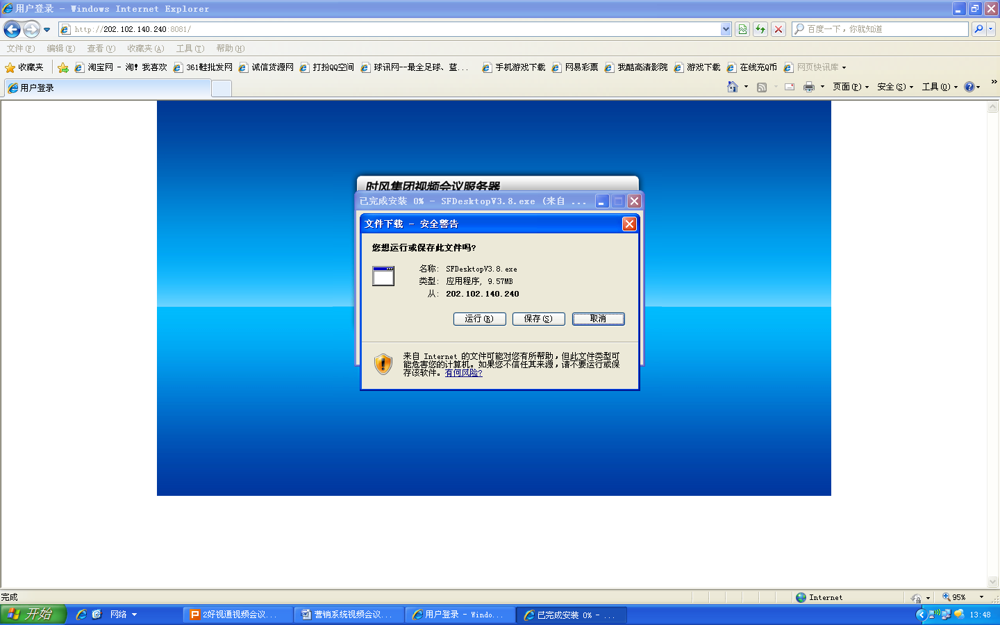 用户登录 - Windows Internet Explorer
http://202.102.140.240:8081/
百度一下，你就知道
文件(F) 编辑(E) 查看(V) 收藏夹(A) 工具(T) 帮助(H)
收藏夹 淘宝网 - 淘！我喜欢 361鞋批发网 诚信货源网 打扮QQ空间 球讯网--最全足球、蓝... 手机游戏下载 网易彩票 我酷高清影院 游戏下载 在线充Q币 网页快讯库
用户登录
页面(P) 安全(S) 工具(O)
时风集团视频会议服务器
已完成安装 0% - SFDesktopV3.8.exe (来自 ...
文件下载 - 安全警告
您想运行或保存此文件吗?
名称: SFDesktopV3.8.exe
类型: 应用程序, 9.57MB
从: 202.102.140.240
运行(R) 保存(S) 取消
来自 Internet 的文件可能对您有所帮助，但此文件类型可
能危害您的计算机。如果您不信任其来源，请不要运行或保
存该软件。有何风险?
完成
Internet
95%
开始 网络 2好视通视频会议... 营销系统视频会议... 用户登录 - Windo... 已完成安装 0% - ...
13:48